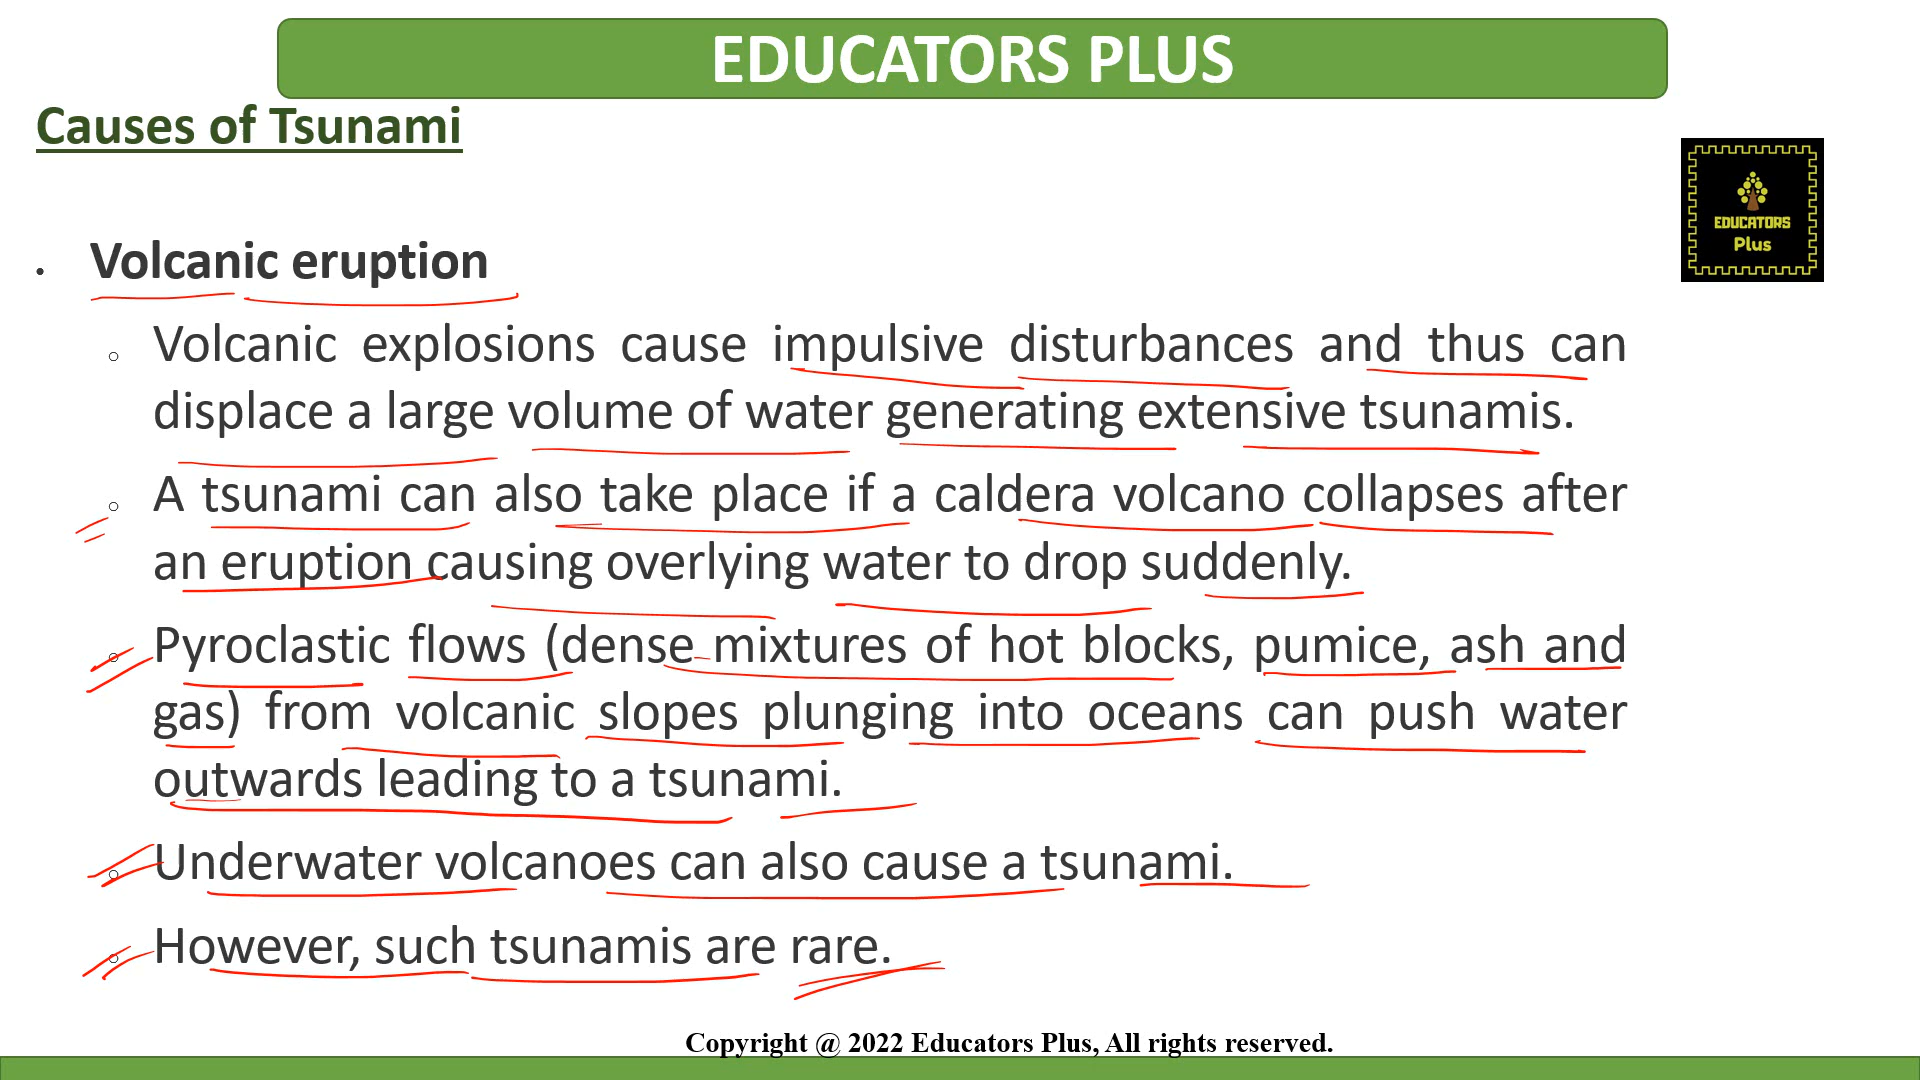 EDUCATORS PLUS
Causes of Tsunami
EDUCATORS
Plus
• Volcanic eruption
○ Volcanic explosions cause impulsive disturbances and thus can
displace a large volume of water generating extensive tsunamis.
○ A tsunami can also take place if a caldera volcano collapses after
an eruption causing overlying water to drop suddenly.
○ Pyroclastic flows (dense mixtures of hot blocks, pumice, ash and
gas) from volcanic slopes plunging into oceans can push water
outwards leading to a tsunami.
○ Underwater volcanoes can also cause a tsunami.
○ However, such tsunamis are rare.
Copyright @ 2022 Educators Plus, All rights reserved.